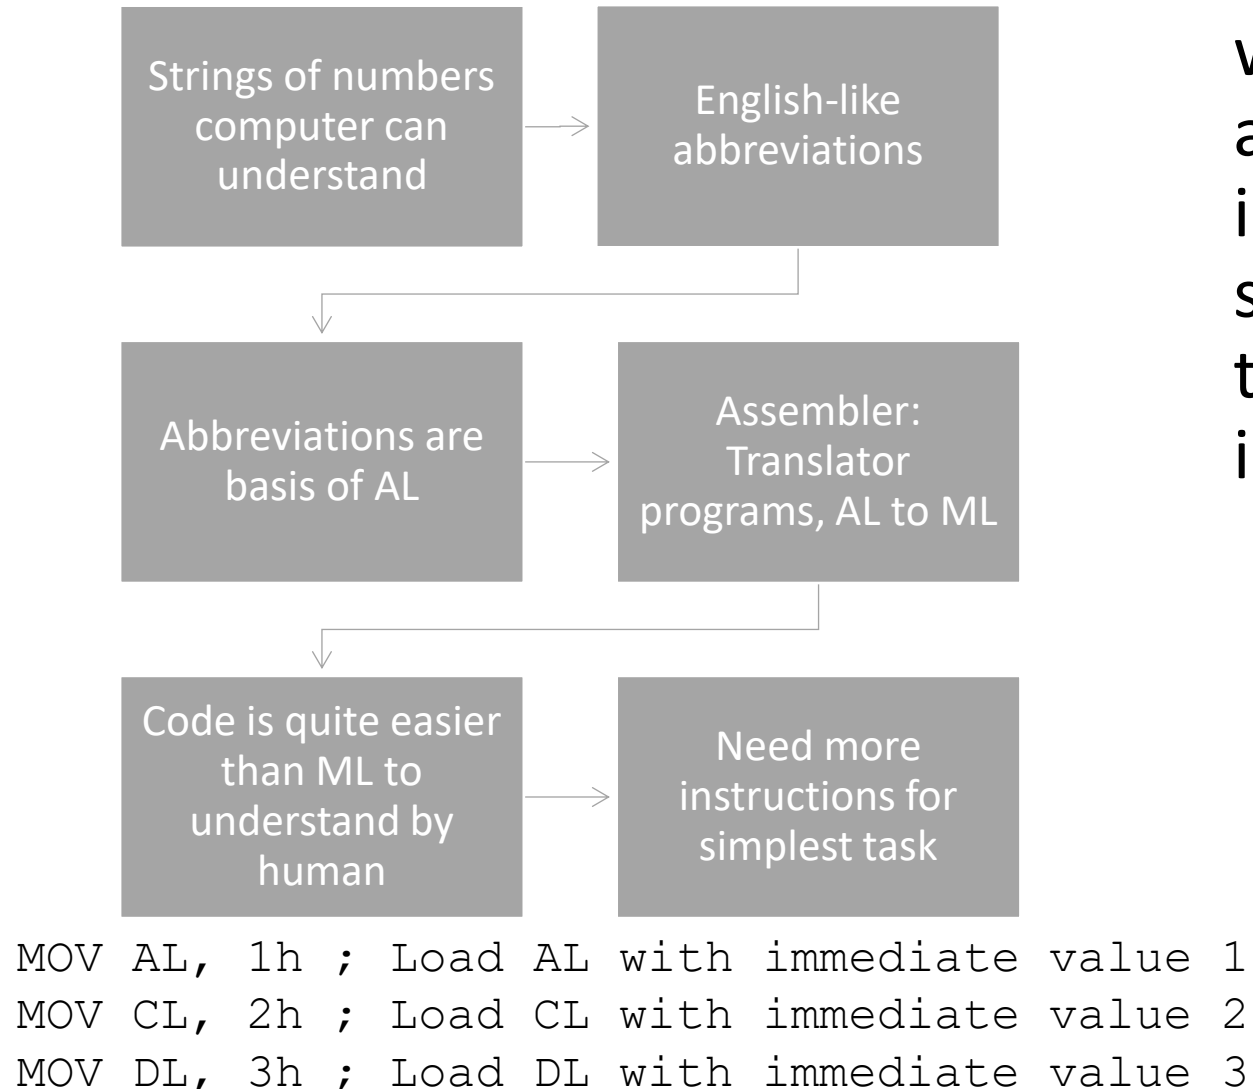 Strings of numbers
computer can
understand
English-like
abbreviations
Abbreviations are
basis of AL
Assembler:
Translator
programs, AL to ML
Code is quite easier
than ML to
understand by
human
Need more
instructions for
simplest task
MOV AL, 1h ; Load AL with immediate value 1
MOV CL, 2h ; Load CL with immediate value 2
MOV DL, 3h ; Load DL with immediate value 3